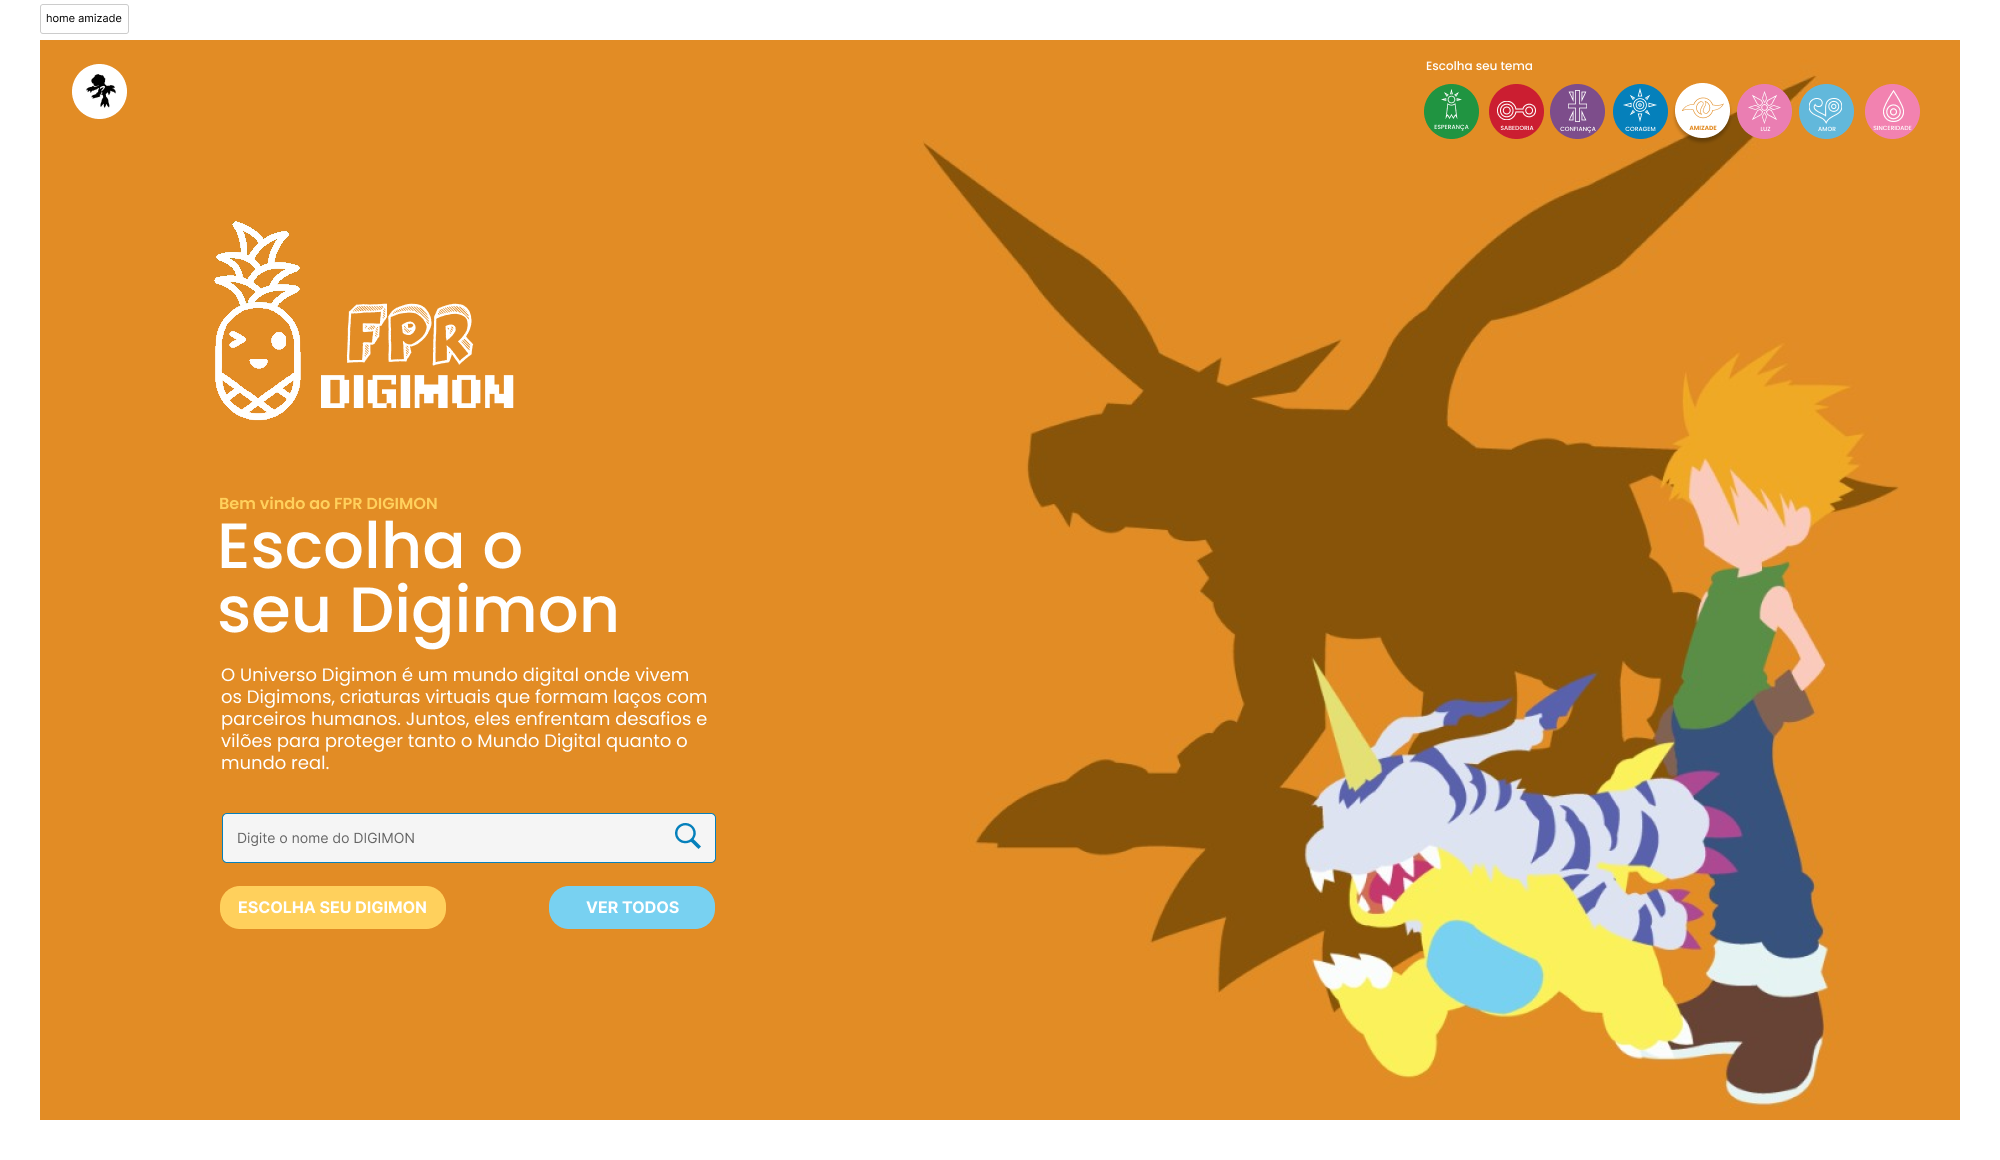 home amizade
Escolha seu tema
ESPERANÇA
SABEDORIA
CONFIANÇA
CORAGEM
AMIZADE
LUZ
AMOR
SINCERIDADE
FPR
DIGIMON
Bem vindo ao FPR DIGIMON
Escolha o
seu Digimon
O Universo Digimon é um mundo digital onde vivem
os Digimons, criaturas virtuais que formam laços com
parceiros humanos. Juntos, eles enfrentam desafios e
vilões para proteger tanto o Mundo Digital quanto o
mundo real.
Digite o nome do DIGIMON
ESCOLHA SEU DIGIMON
VER TODOS